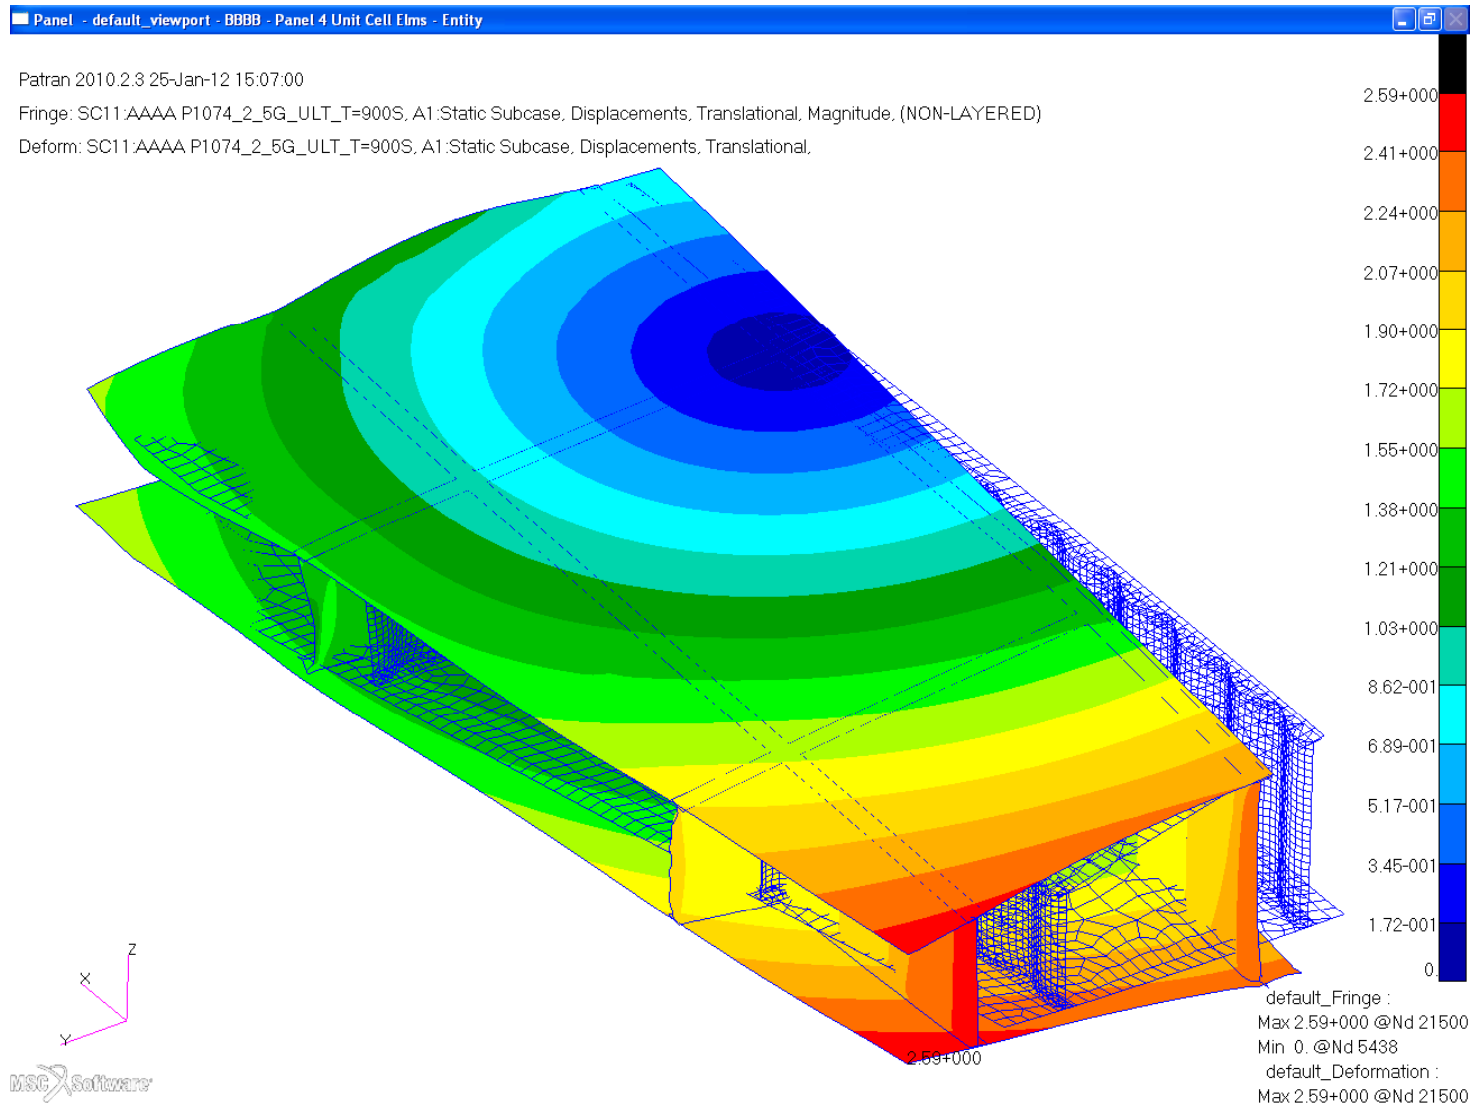 Panel - default_viewport - BBBB - Panel 4 Unit Cell Elms - Entity
Patran 2010.2.3 25-Jan-12 15:07:00
Fringe: SC11:AAAA P1074_2_5G_ULT_T=900S, A1:Static Subcase, Displacements, Translational, Magnitude, (NON-LAYERED)
Deform: SC11:AAAA P1074_2_5G_ULT_T=900S, A1:Static Subcase, Displacements, Translational,
2.59+000
2.41+000
2.24+000
2.07+000
1.90+000
1.72+000
1.55+000
1.38+000
1.21+000
1.03+000
8.62-001
6.89-001
5.17-001
3.45-001
1.72-001
0.
Z
X
Y
2.59+000
default_Fringe :
Max 2.59+000 @Nd 21500
Min 0. @Nd 5438
default_Deformation :
Max 2.59+000 @Nd 21500
MSC Software